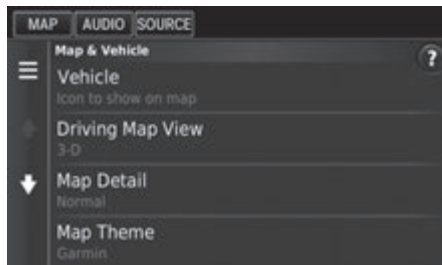 MAP AUDIO SOURCE
Map & Vehicle
?
Vehicle
Icon to show on map
Driving Map View
3-D
Map Detail
Normal
Map Theme
Garmin